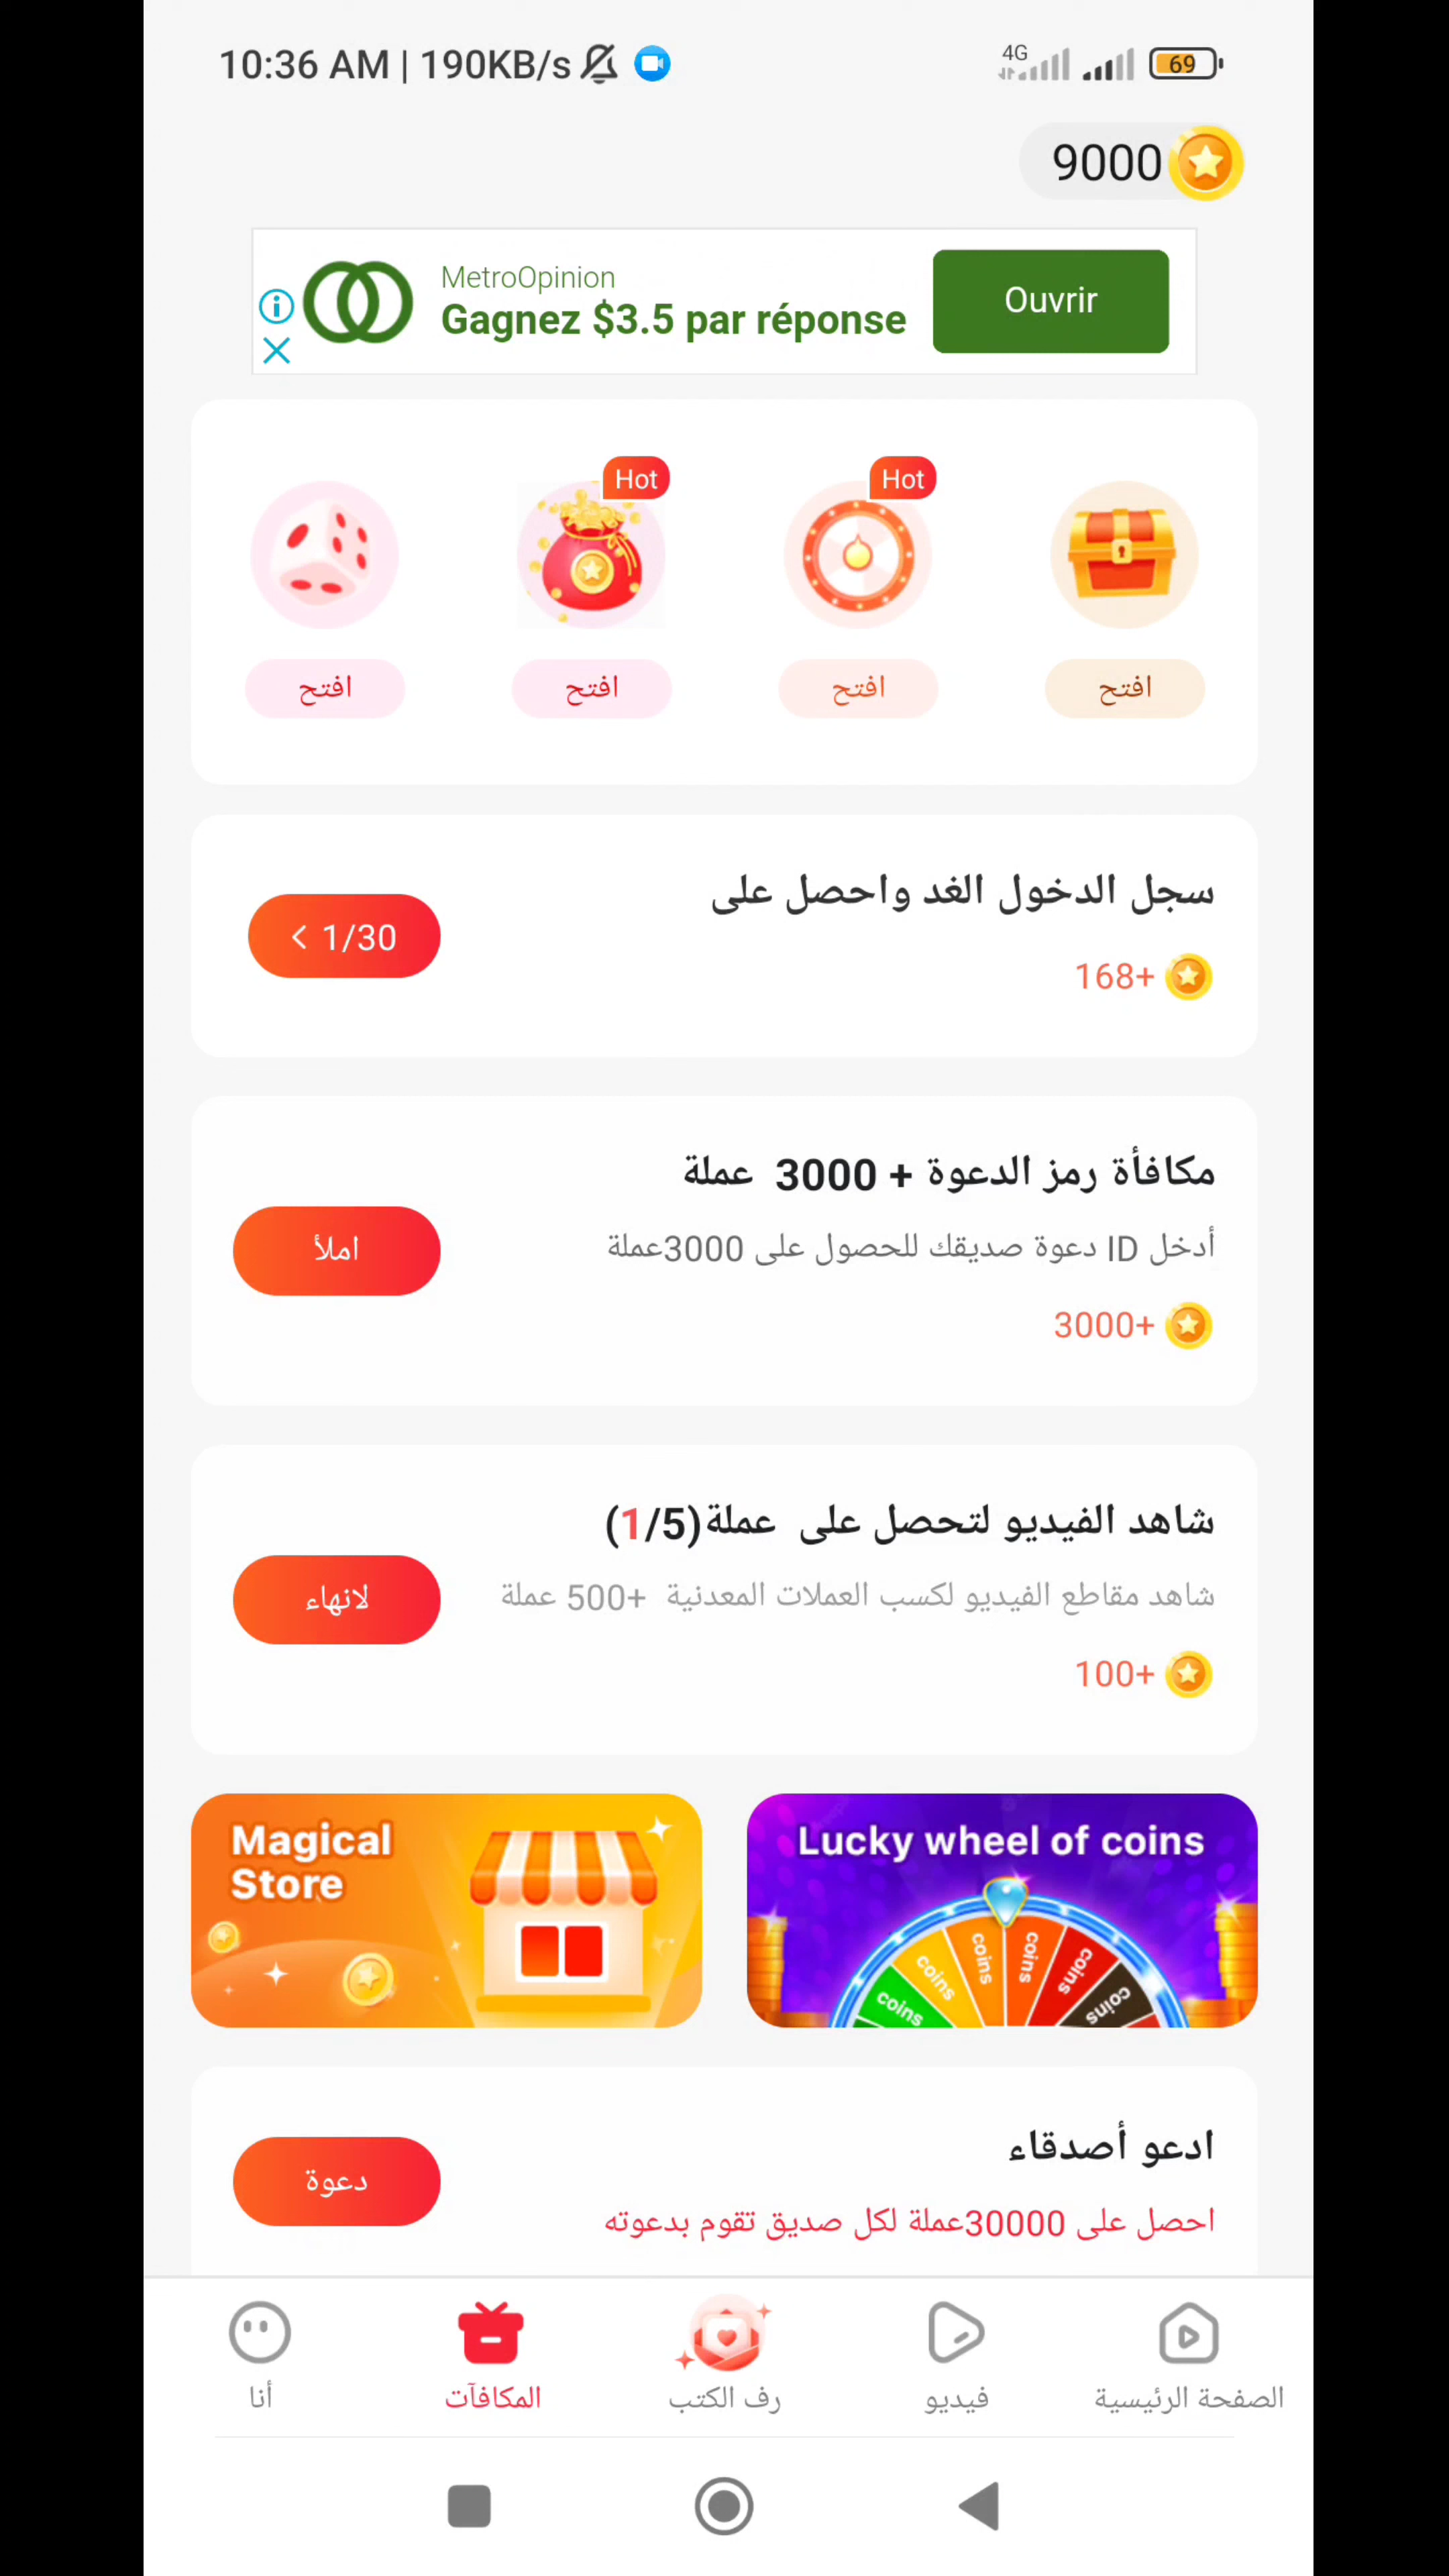 10:36 AM | 190KB/s
4G
69
9000
MetroOpinion
Gagnez $3.5 par réponse
Ouvrir
Hot
Hot
افتح
افتح
افتح
افتح
سجل الدخول الغد واحصل على
168+
< 1/30
مكافأة رمز الدعوة + 3000 عملة
أدخل ID دعوة صديقك للحصول على 3000عملة
3000+
املأ
شاهد الفيديو لتحصل على عملة(1/5)
شاهد مقاطع الفيديو لكسب العملات المعدنية +500 عملة
100+
لانهاء
Magical
Store
Lucky wheel of coins
coins
coins
coins
coins
coins
coins
ادعو أصدقاء
احصل على 30000عملة لكل صديق تقوم بدعوته
دعوة
الصفحة الرئيسية
فيديو
رف الكتب
المكافآت
أنا